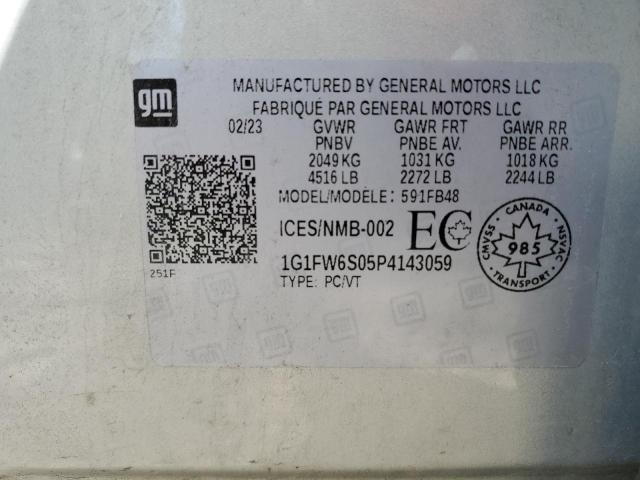 gm
MANUFACTURED BY GENERAL MOTORS LLC
FABRIQUÉ PAR GENERAL MOTORS LLC
02/23 GVWR GAWR FRT GAWR RR
PNBV PNBE AV. PNBE ARR.
2049 KG 1031 KG 1018 KG
4516 LB 2272 LB 2244 LB
MODEL/MODÈLE: 591FB48
ICES/NMB-002 EC
CANADA
CMVSS 985 NSVAC
1G1FW6S05P4143059
TYPE: PC/VT
251F